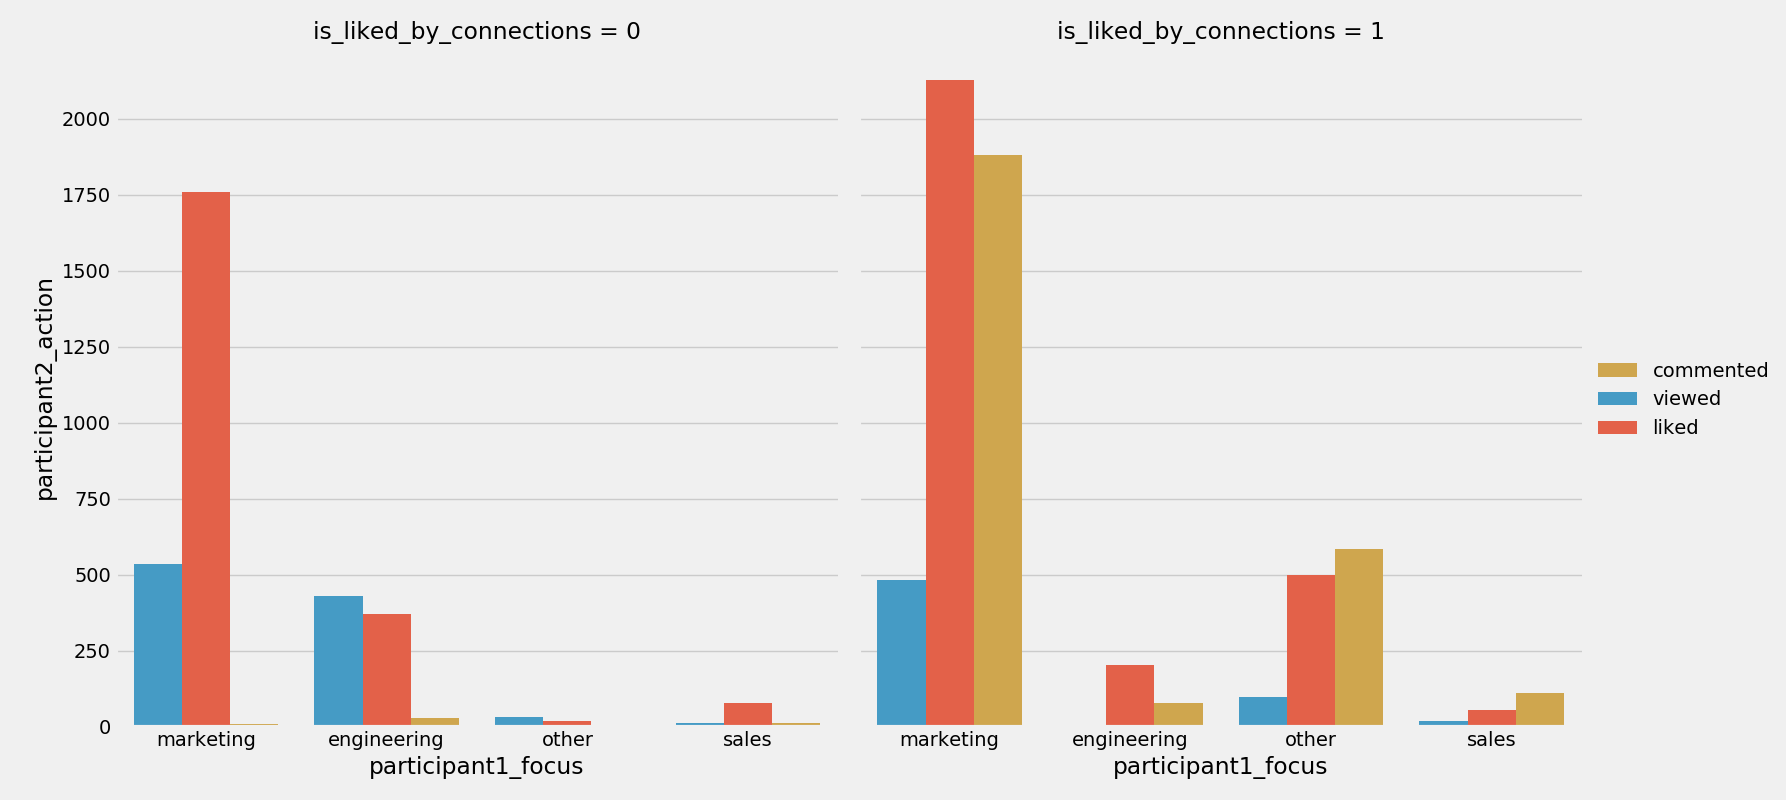 is_liked_by_connections = 0
is_liked_by_connections = 1
participant2_action
2000
1750
1500
1250
1000
750
500
250
0
marketing engineering other sales
participant1_focus
marketing engineering other sales
participant1_focus
commented
viewed
liked